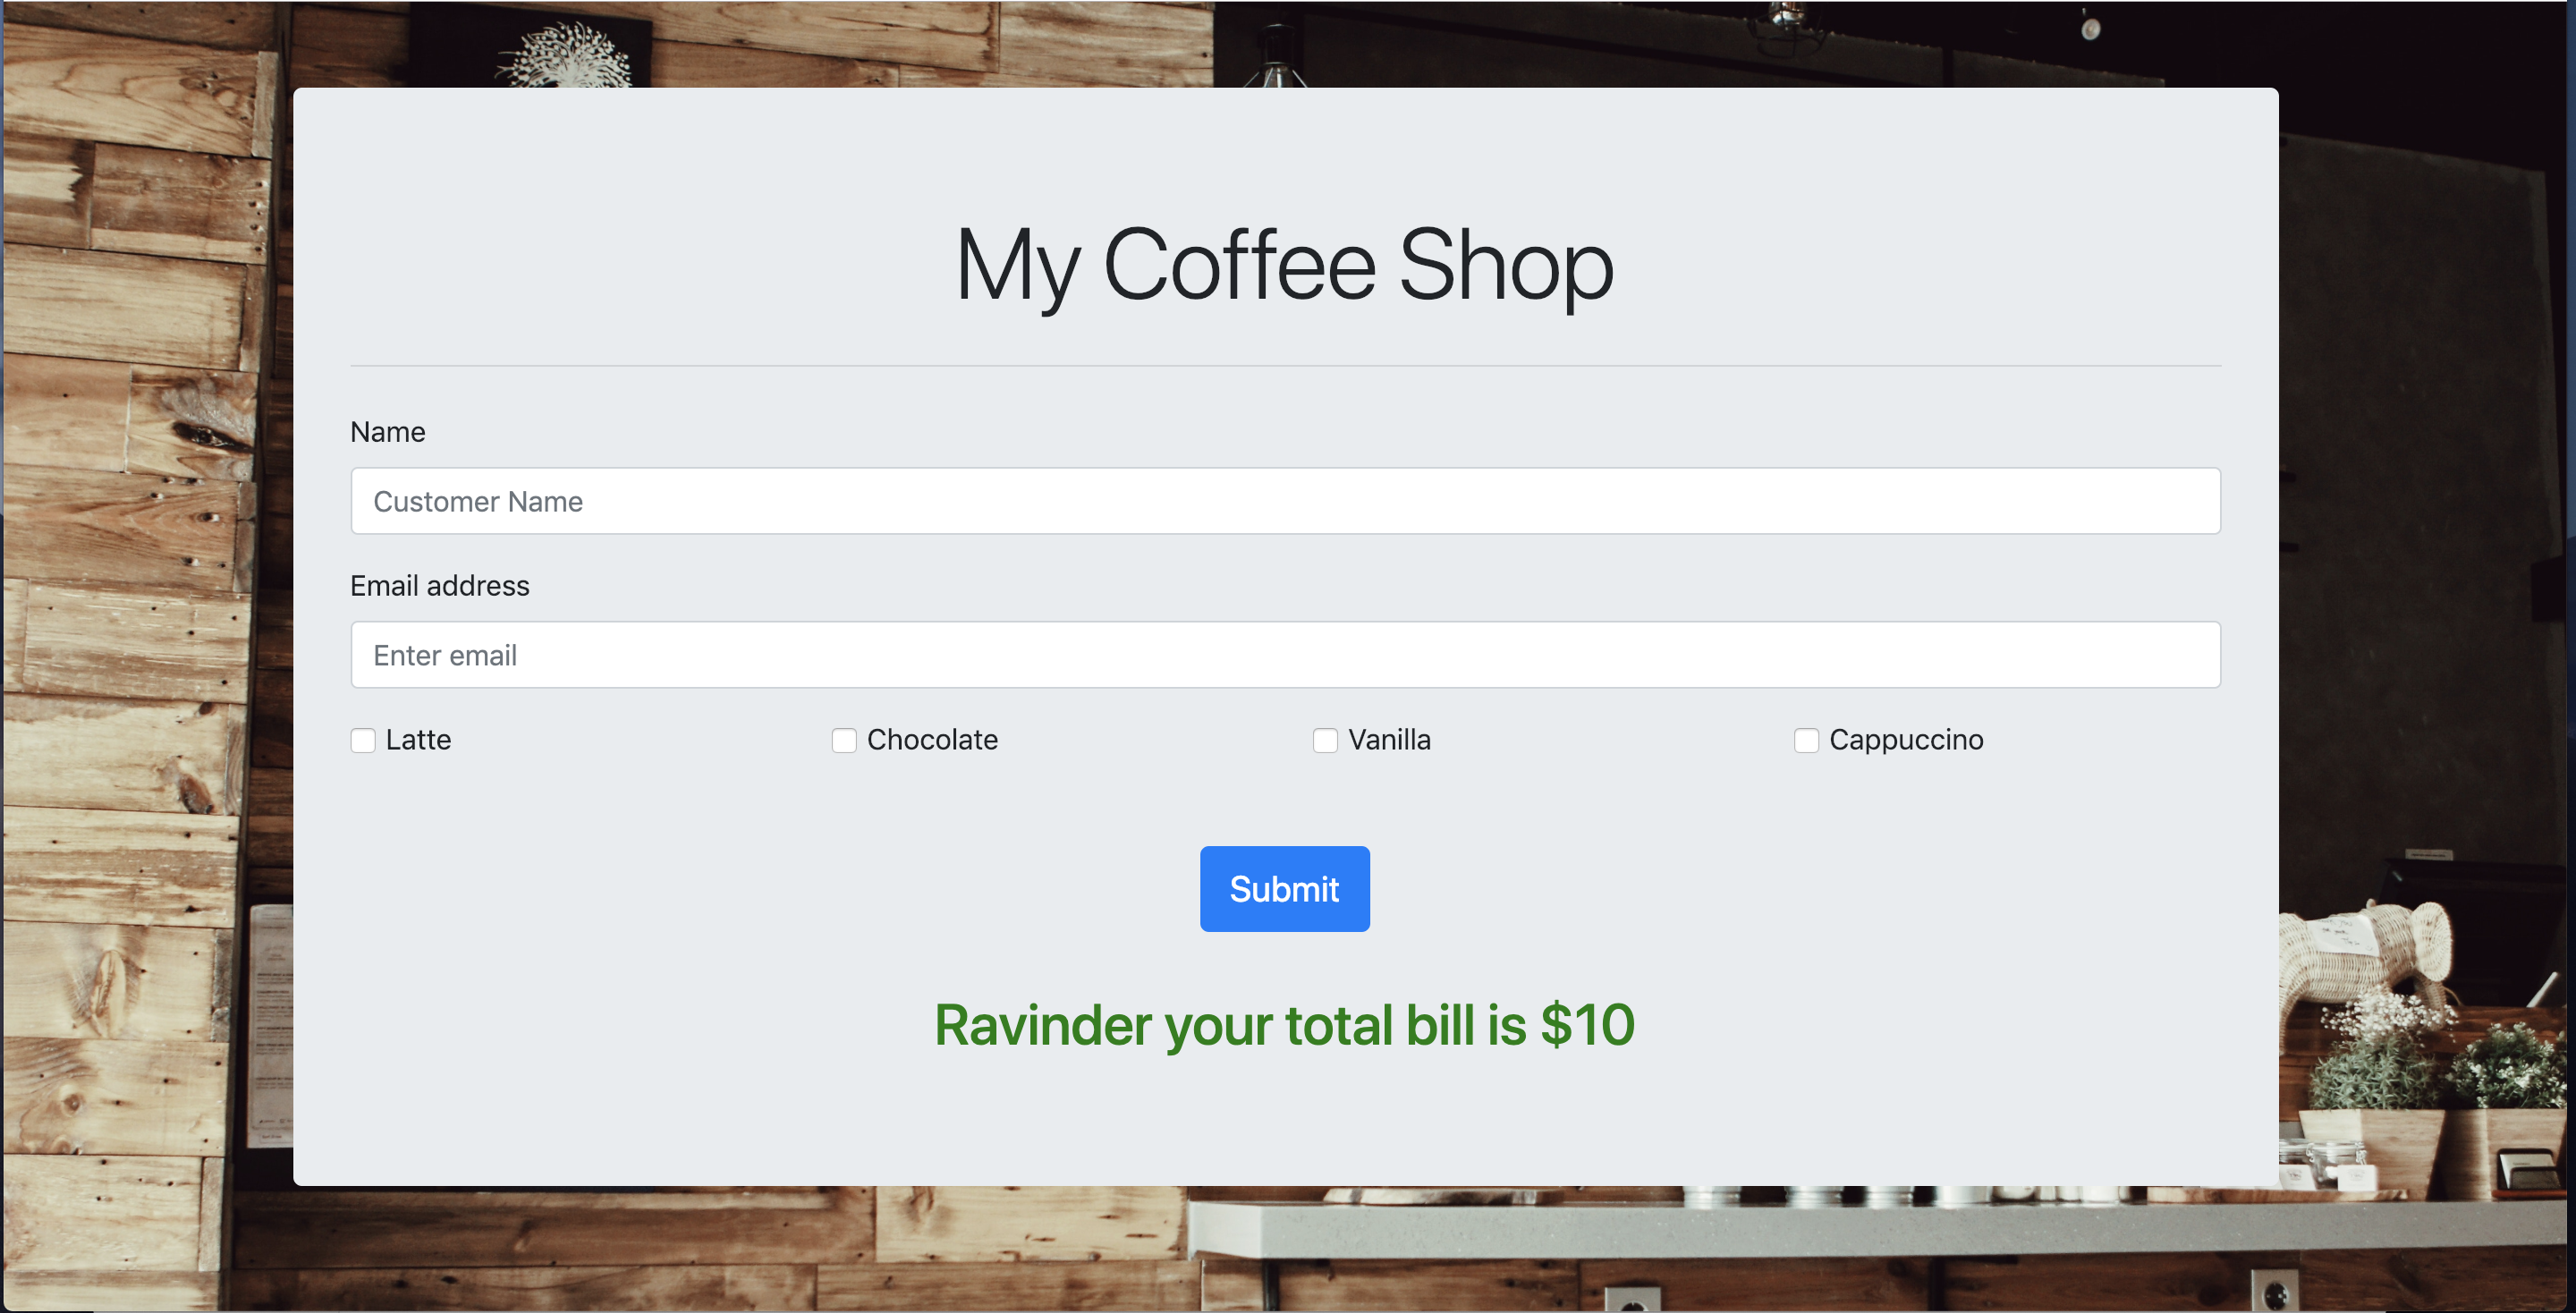 My Coffee Shop
Name
Customer Name
Email address
Enter email
Latte Chocolate Vanilla Cappuccino
Submit
Ravinder your total bill is $10